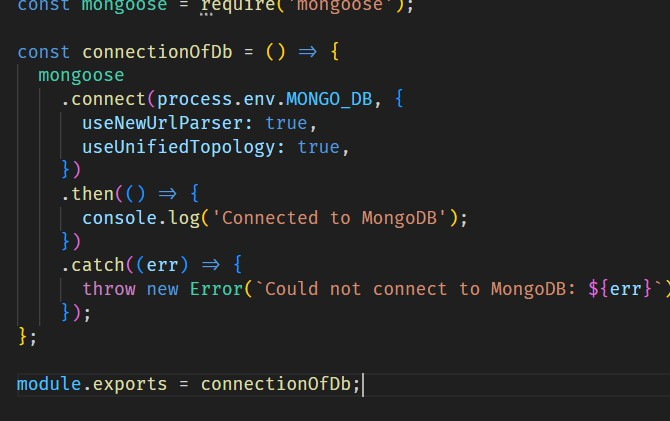 const mongoose = require('mongoose');
const connectionOfDb = () => {
mongoose
.connect(process.env.MONGO_DB, {
useNewUrlParser: true,
useUnifiedTopology: true,
})
.then(() => {
console.log('Connected to MongoDB');
})
.catch((err) => {
throw new Error(`Could not connect to MongoDB: ${err}`)
});
};
module.exports = connectionOfDb;